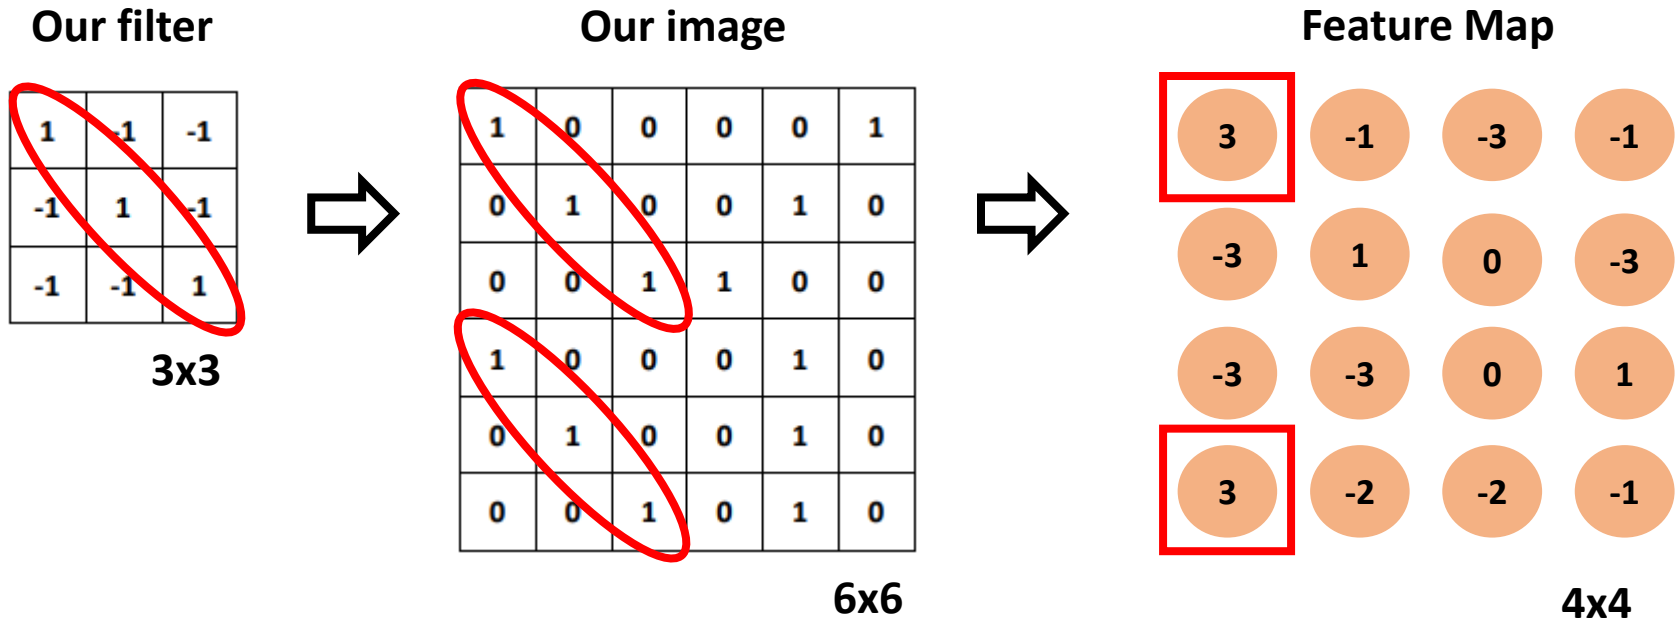 Our filter
Our image
Feature Map
1 -1 -1
-1 1 -1
-1 -1 1
3x3
1 0 0 0 0 1
0 1 0 0 1 0
0 0 1 1 0 0
1 0 0 0 1 0
0 1 0 0 1 0
0 0 1 0 1 0
6x6
3 -1 -3 -1
-3 1 0 -3
-3 -3 0 1
3 -2 -2 -1
4x4